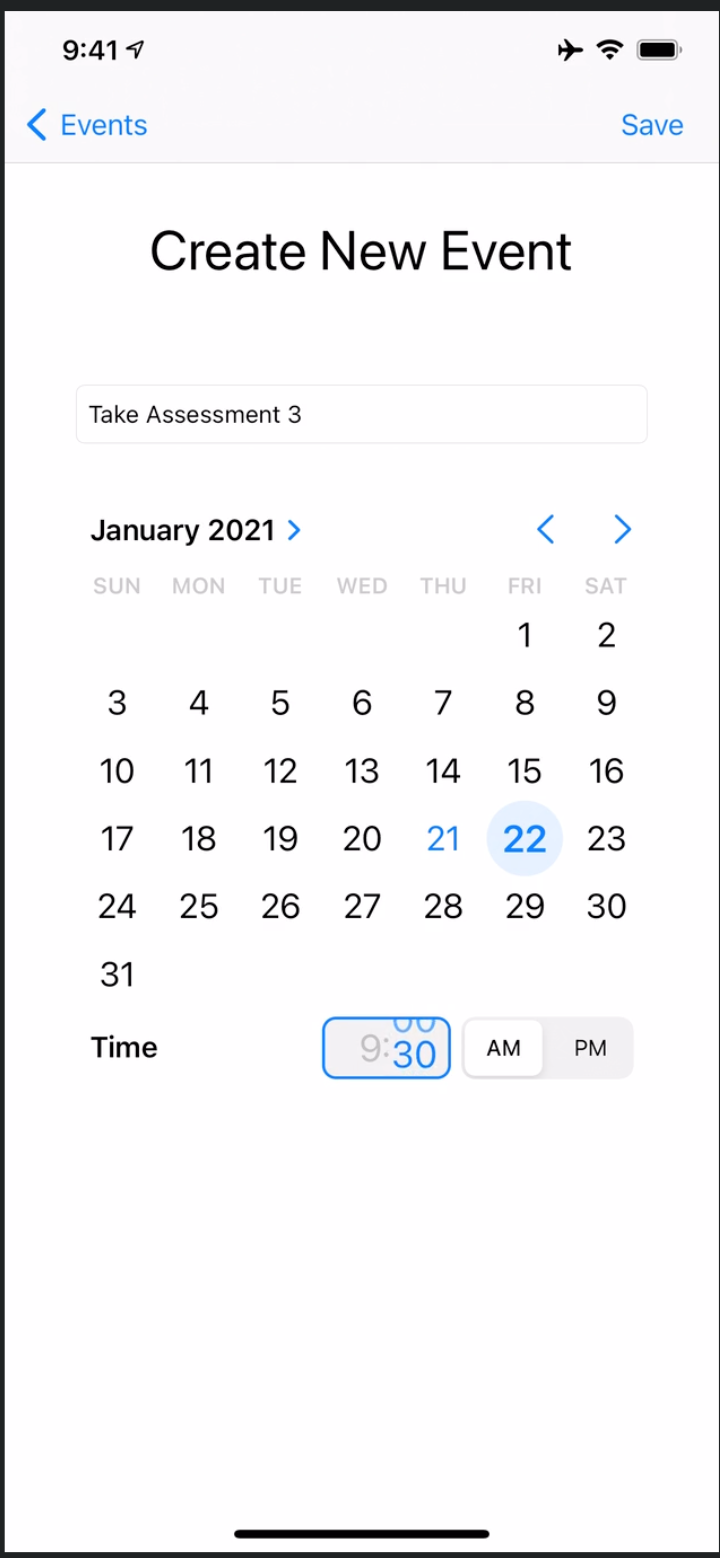 9:41
Events Save
Create New Event
Take Assessment 3
January 2021
SUN MON TUE WED THU FRI SAT
1 2
3 4 5 6 7 8 9
10 11 12 13 14 15 16
17 18 19 20 21 22 23
24 25 26 27 28 29 30
31
Time 9:30 AM PM